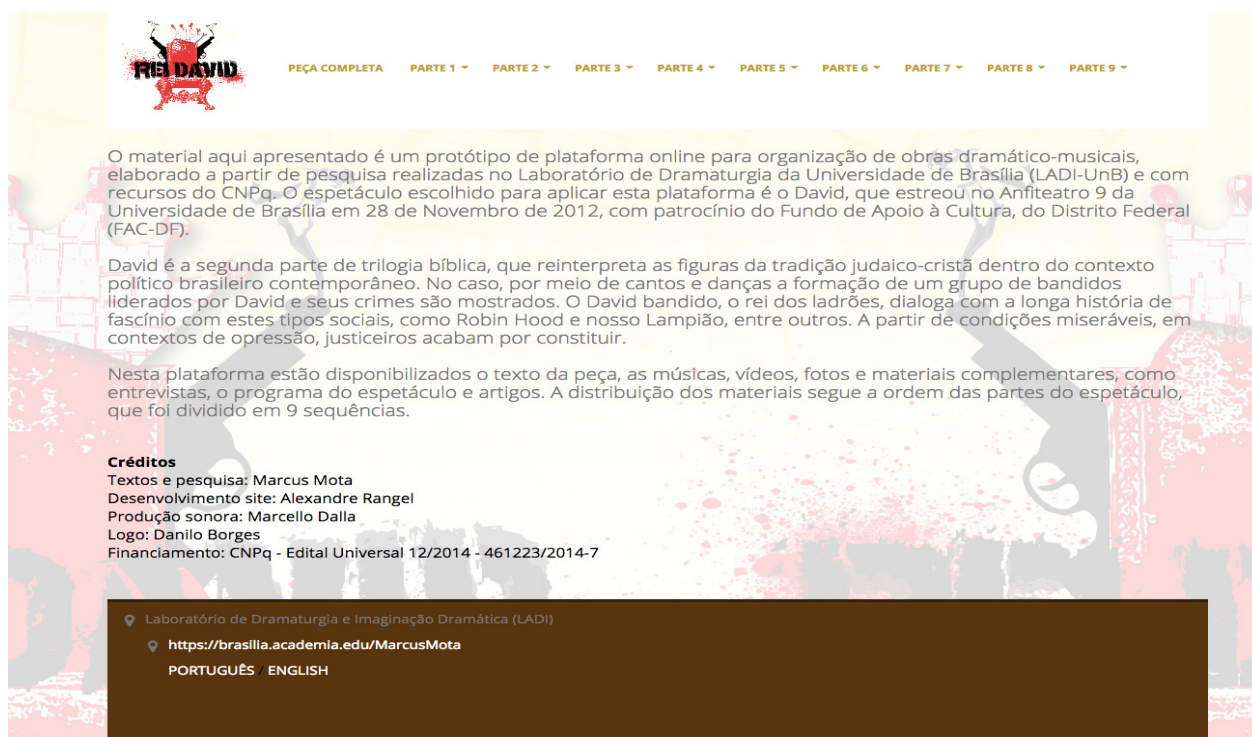 REI DAVID
PEÇA COMPLETA PARTE 1 PARTE 2 PARTE 3 PARTE 4 PARTE 5 PARTE 6 PARTE 7 PARTE 8 PARTE 9
O material aqui apresentado é um protótipo de plataforma online para organização de obras dramático-musicais,
elaborado a partir de pesquisa realizadas no Laboratório de Dramaturgia da Universidade de Brasília (LADI-UnB) e com
recursos do CNPq. O espetáculo escolhido para aplicar esta plataforma é o David, que estreou no Anfiteatro 9 da
Universidade de Brasília em 28 de Novembro de 2012, com patrocínio do Fundo de Apoio à Cultura, do Distrito Federal
(FAC-DF).
David é a segunda parte de trilogia bíblica, que reinterpreta as figuras da tradição judaico-cristã dentro do contexto
político brasileiro contemporâneo. No caso, por meio de cantos e danças a formação de um grupo de bandidos
liderados por David e seus crimes são mostrados. O David bandido, o rei dos ladrões, dialoga com a longa história de
fascínio com estes tipos sociais, como Robin Hood e nosso Lampião, entre outros. A partir de condições miseráveis, em
contextos de opressão, justiceiros acabam por constituir.
Nesta plataforma estão disponibilizados o texto da peça, as músicas, vídeos, fotos e materiais complementares, como
entrevistas, o programa do espetáculo e artigos. A distribuição dos materiais segue a ordem das partes do espetáculo,
que foi dividido em 9 sequências.
Créditos
Textos e pesquisa: Marcus Mota
Desenvolvimento site: Alexandre Rangel
Produção sonora: Marcello Dalla
Logo: Danilo Borges
Financiamento: CNPq - Edital Universal 12/2014 - 461223/2014-7
Laboratório de Dramaturgia e Imaginação Dramática (LADI)
https://brasilia.academia.edu/MarcusMota
PORTUGUÊS / ENGLISH